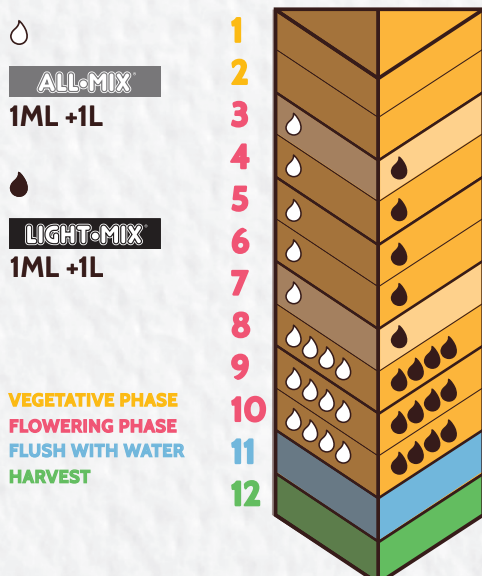 ALL•MIX®
1ML +1L
LIGHT•MIX®
1ML +1L
VEGETATIVE PHASE
FLOWERING PHASE
FLUSH WITH WATER
HARVEST
1
2
3
4
5
6
7
8
9
10
11
12